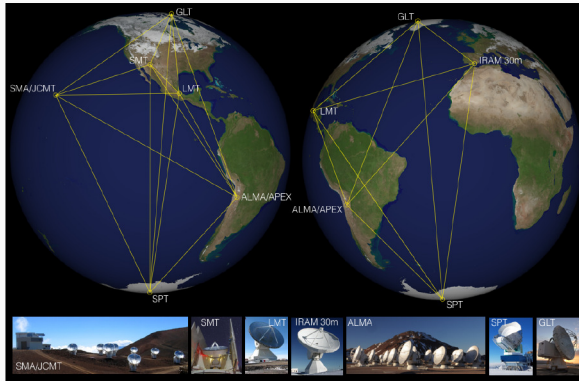 GLT
SMT
SMA/JCMT
LMT
ALMA/APEX
SPT
GLT
IRAM 30m
LMT
ALMA/APEX
SPT
SMA/JCMT
SMT
LMT
IRAM 30m
ALMA
SPT
GLT